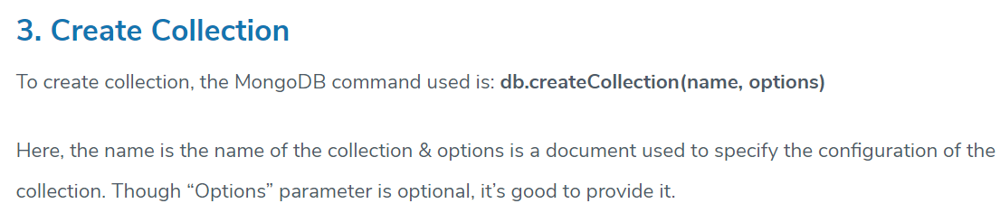 3. Create Collection
To create collection, the MongoDB command used is: db.createCollection(name, options)
Here, the name is the name of the collection & options is a document used to specify the configuration of the
collection. Though “Options” parameter is optional, it’s good to provide it.